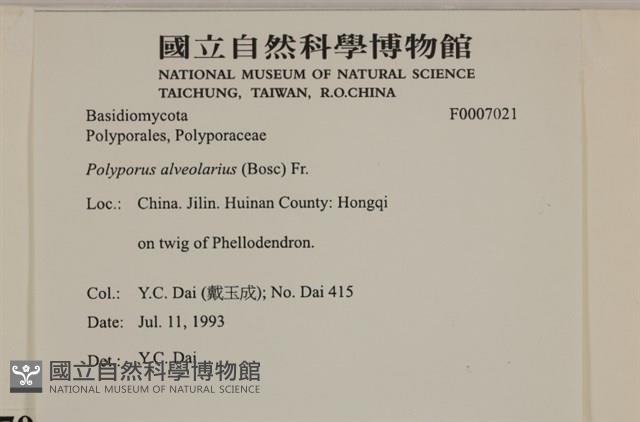 國立自然科學博物館
NATIONAL MUSEUM OF NATURAL SCIENCE
TAICHUNG, TAIWAN, R.O.CHINA
Basidiomycota F0007021
Polyporales, Polyporaceae
Polyporus alveolarius (Bosc) Fr.
Loc.: China. Jilin. Huinan County: Hongqi
on twig of Phellodendron.
Col.: Y.C. Dai (戴玉成); No. Dai 415
Date: Jul. 11, 1993
Det.: Y.C. Dai
國立自然科學博物館
NATIONAL MUSEUM OF NATURAL SCIENCE